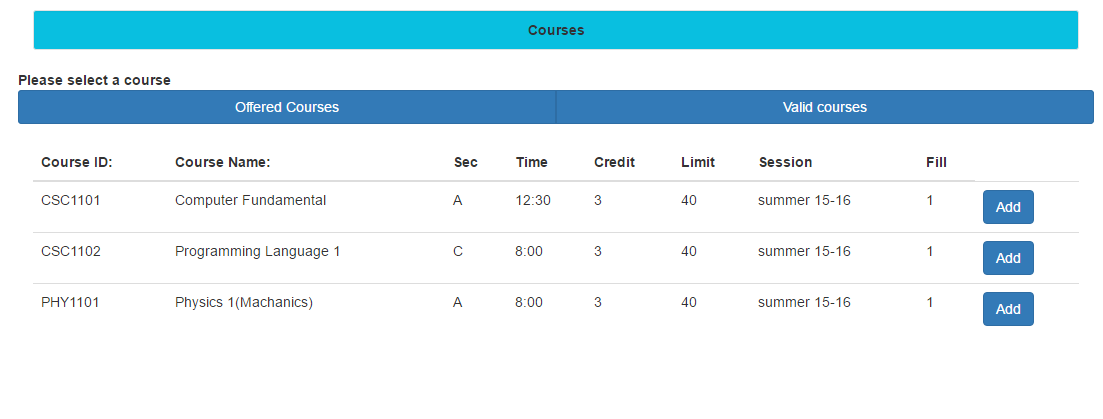 Courses
Please select a course
Offered Courses Valid courses
Course ID: Course Name: Sec Time Credit Limit Session Fill
CSC1101 Computer Fundamental A 12:30 3 40 summer 15-16 1 Add
CSC1102 Programming Language 1 C 8:00 3 40 summer 15-16 1 Add
PHY1101 Physics 1(Machanics) A 8:00 3 40 summer 15-16 1 Add